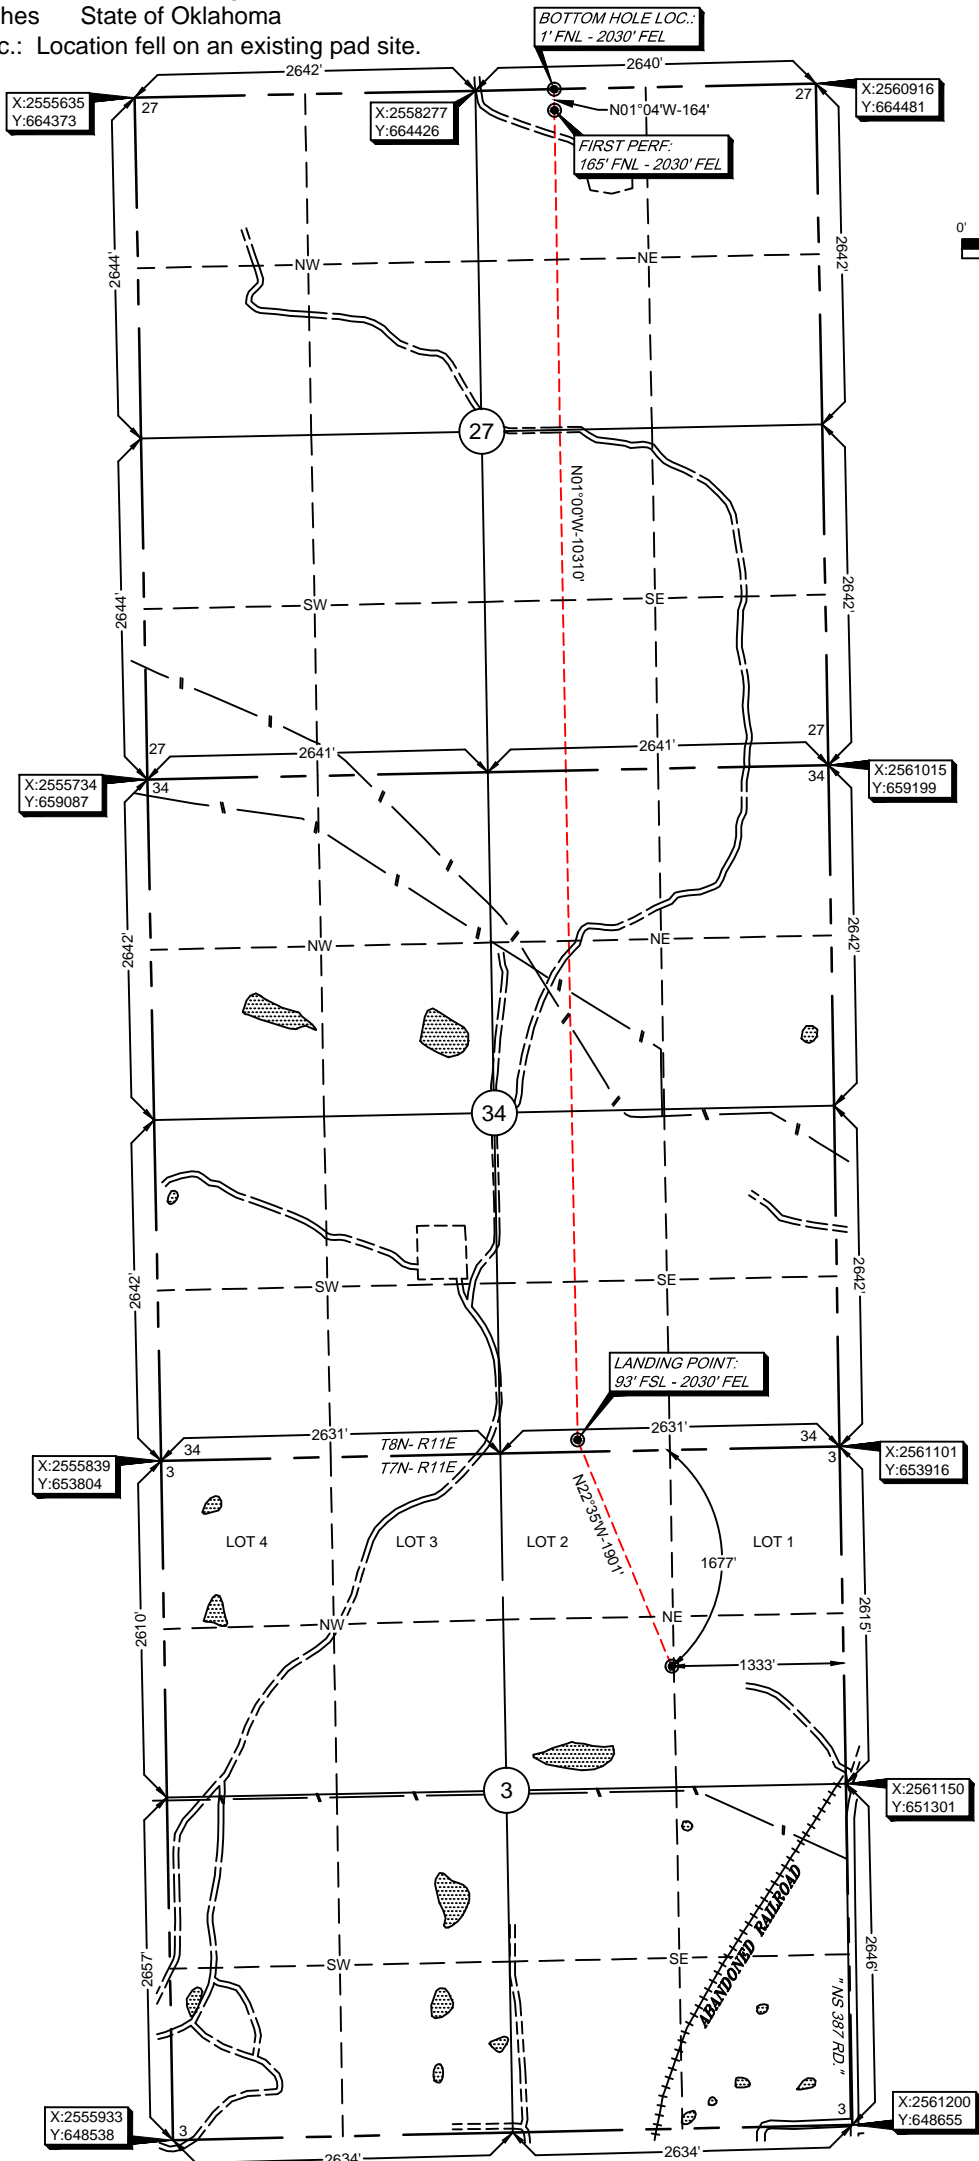 hes State of Oklahoma
c.: Location fell on an existing pad site.
BOTTOM HOLE LOC.:
1' FNL - 2030' FEL
2642'
2640'
X:2555635
Y:664373
27
X:2558277
Y:664426
27
X:2560916
Y:664481
N01°04'W-164'
FIRST PERF:
165' FNL - 2030' FEL
0'
2644'
NW
NE
2642'
27
N01°00'W-10310'
2644'
SW
SE
2642'
27
2641'
2641'
27
X:2555734
Y:659087
34
34
X:2561015
Y:659199
2642'
NW
NE
2642'
34
2642'
SW
SE
2642'
LANDING POINT:
93' FSL - 2030' FEL
34
2631'
T8N- R11E
2631'
34
X:2555839
Y:653804
3
T7N- R11E
3
X:2561101
Y:653916
N22°35'W-1901'
LOT 4
LOT 3
LOT 2
LOT 1
1677'
2610'
NW
NE
2615'
1333'
3
X:2561150
Y:651301
ABANDONED RAILROAD
2657'
SW
SE
2646'
" NS 387 RD. "
X:2555933
Y:648538
3
3
X:2561200
Y:648655
2634'
2634'